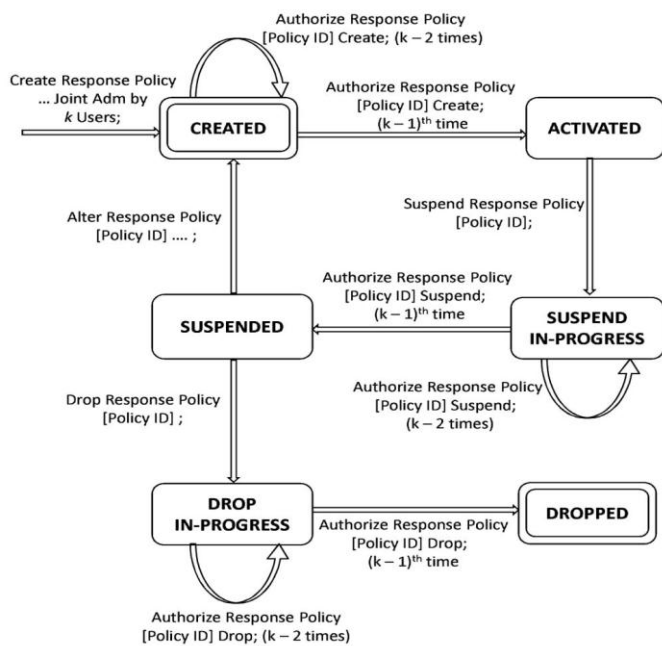 Authorize Response Policy
[Policy ID] Create; (k – 2 times)
Create Response Policy
... Joint Adm by
k Users;
CREATED
Authorize Response Policy
[Policy ID] Create;
(k – 1)th time
ACTIVATED
Alter Response Policy
[Policy ID] .... ;
Suspend Response Policy
[Policy ID];
SUSPENDED
Authorize Response Policy
[Policy ID] Suspend;
(k – 1)th time
SUSPEND
IN-PROGRESS
Authorize Response Policy
[Policy ID] Suspend;
(k – 2 times)
Drop Response Policy
[Policy ID] ;
DROP
IN-PROGRESS
Authorize Response Policy
[Policy ID] Drop;
(k – 1)th time
DROPPED
Authorize Response Policy
[Policy ID] Drop; (k – 2 times)